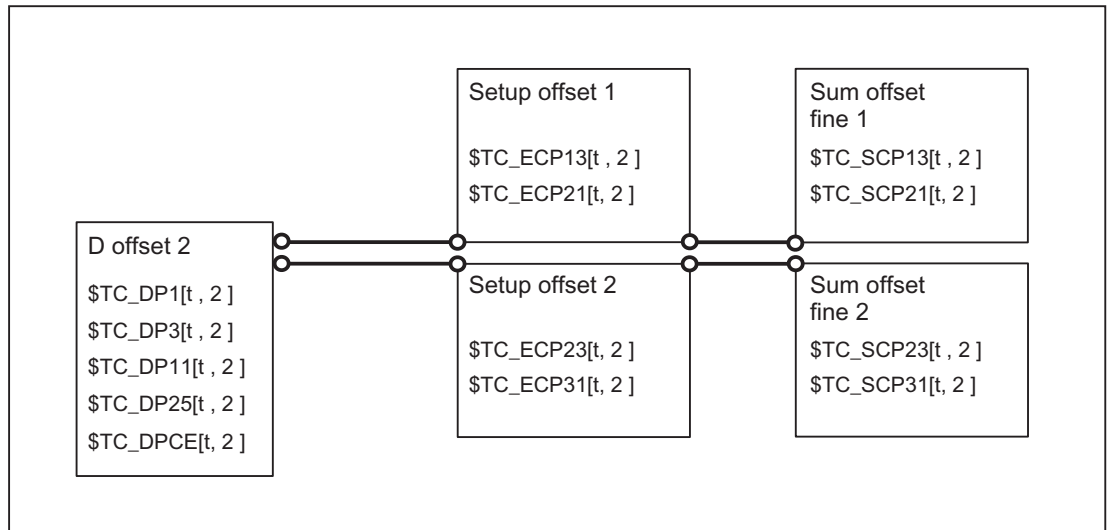 Setup offset 1
$TC_ECP13[t , 2 ]
$TC_ECP21[t, 2 ]
Sum offset
fine 1
$TC_SCP13[t , 2 ]
$TC_SCP21[t, 2 ]
D offset 2
$TC_DP1[t , 2 ]
$TC_DP3[t , 2 ]
$TC_DP11[t , 2 ]
$TC_DP25[t , 2 ]
$TC_DPCE[t, 2 ]
Setup offset 2
$TC_ECP23[t, 2 ]
$TC_ECP31[t, 2 ]
Sum offset
fine 2
$TC_SCP23[t , 2 ]
$TC_SCP31[t, 2 ]